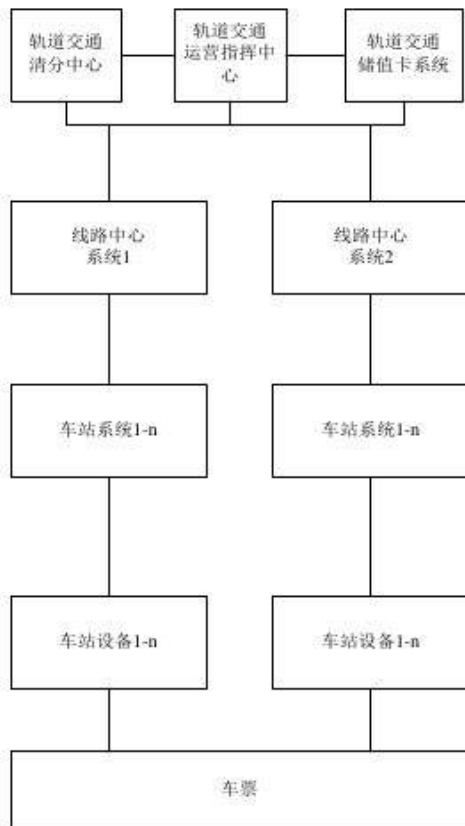 轨道交通
清分中心
轨道交通
运营指挥中
心
轨道交通
储值卡系统
线路中心
系统1
线路中心
系统2
车站系统1-n
车站系统1-n
车站设备1-n
车站设备1-n
车票